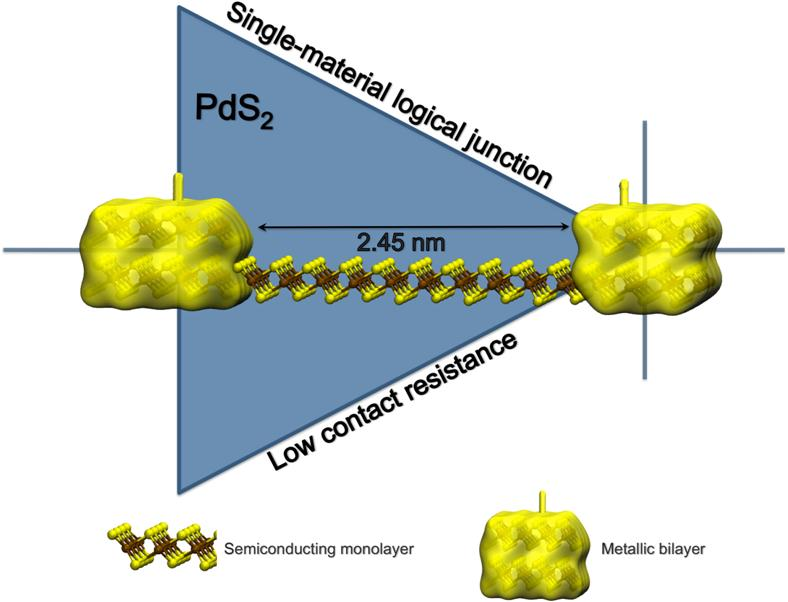 Single-material logical junction
PdS2
2.45 nm
Low contact resistance
Semiconducting monolayer
Metallic bilayer